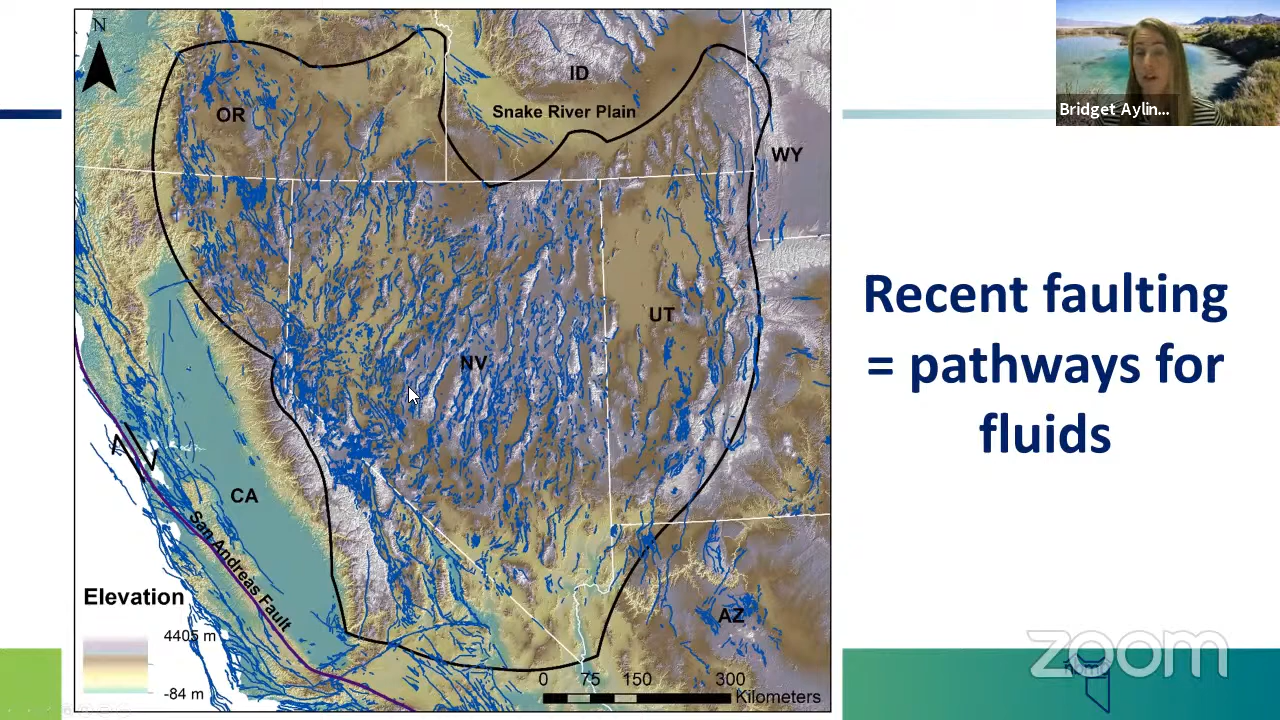 N
OR
ID
Snake River Plain
WY
UT
NV
CA
San Andreas Fault
AZ
Elevation
4405 m
-84 m
0 75 150 300
Kilometers
Recent faulting
= pathways for
fluids
Bridget Aylin...
zoom